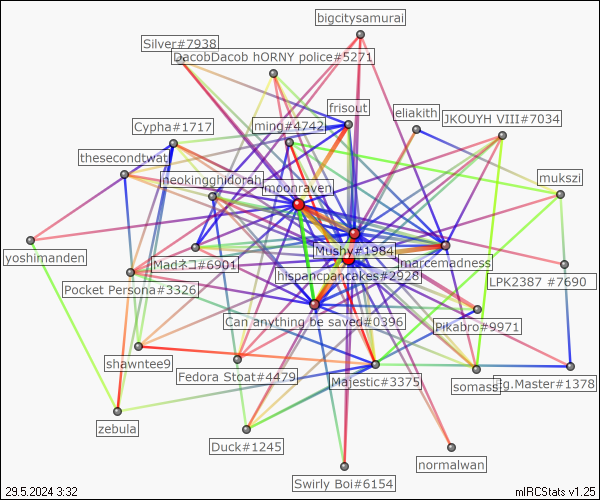 bigcitysamurai
Silver#7938
DacobDacob hORNY police#5271
frisout
eliakith
JKOUYH VIII#7034
Cypha#1717
ming#4742
thesecondtwat
neokingghidorah
moonraven
mukszi
yoshimanden
Mushy#1984
Madネコ#6901
marcemadness
hispancpancakes#2928
LPK2387 #7690
Pocket Persona#3326
Can anything be saved#0396
Pikabro#9971
shawntee9
Fedora Stoat#4479
Majestic#3375
somass
tg.Master#1378
zebula
Duck#1245
normalwan
Swirly Boi#6154
29.5.2024 3:32
mIRCStats v1.25